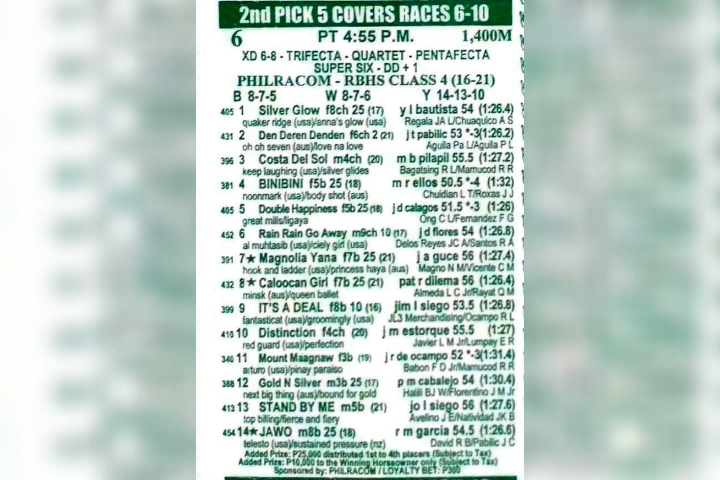 2nd PICK 5 COVERS RACES 6-10
6 PT 4:55 P.M. 1,400M
XD 6-8 - TRIFECTA - QUARTET - PENTAFECTA
SUPER SIX - DD + 1
PHILRACOM - RBHS CLASS 4 (16-21)
B 8-7-5 W 8-7-6 Y 14-13-10
405 1 Silver Glow f8ch 25 (17) y l bautista 54 (1:26.4)
quaker ridge (usa)/anna's glow (usa) Regala JA L/Chuaquico A S
431 2 Den Deren Denden f6ch 2 (21) j t pabilic 53 *-3(1:26.2)
oh oh seven (aus)/love na love Aguila Pa L/Aguila P L
396 3 Costa Del Sol m4ch (20) m b pilapil 55.5 (1:27.2)
keep laughing (usa)/silver glides Bagatsing R L/Mamucod R R
381 4 BINIBINI f5b 25 (18) m r ellos 50.5 *-4 (1:32)
noonmark (usa)/body shot (aus) Chuidian L T/Roxas J J
405 5 Double Happiness f5b 25 (18) j d calagos 51.5 *-3 (1:26)
great mills/ligaya Ong C L/Fernandez F G
452 6 Rain Rain Go Away m9ch 10 (17) j d flores 54 (1:26.8)
al muhtasib (usa)/ciely girl (usa) Delos Reyes JC A/Santos R A
391 7★ Magnolia Yana f7b 25 (21) j a guce 56 (1:27.4)
hook and ladder (usa)/princess haya (aus) Magno N M/Vicente C M
432 8★ Caloocan Girl f7b 25 (21) pat r dilema 56 (1:26.4)
minsk (aus)/queen ballet Almeda L C Jr/Rayat Q M
399 9 IT'S A DEAL f8b 10 (16) jim l siego 53.5 (1:26.8)
fantasticat (usa)/groomingly (usa) JL3 Merchandising/Ocampo R L
410 10 Distinction f4ch (20) j m estorque 55.5 (1:27)
red guard (usa)/perfection Javier L M Jr/Lumpay E R
340 11 Mount Maagnaw f3b (19) j r de ocampo 52 *-3(1:31.4)
arturo (usa)/pinay paraiso Babon F D Jr/Mamucod R R
388 12 Gold N Silver m3b 25 (17) p m cabalejo 54 (1:30.4)
next big thing (aus)/bound for gold Halili BJ W/Florentino J M Jr
413 13 STAND BY ME m5b (21) jo l siego 56 (1:27.6)
top billing/fierce and fiery Avelino J E/Natividad JK B
454 14★ JAWO m8b 25 (18) r m garcia 54.5 (1:26.6)
telesto (usa)/sustained pressure (nz) David R B/Pabilic J C
Added Prize: P25,000 distributed 1st to 4th placers (Subject to Tax)
Added Prize: P10,000 to the Winning Horseowner only (Subject to Tax)
Sponsored by: PHILRACOM / LOYALTY BET: P300